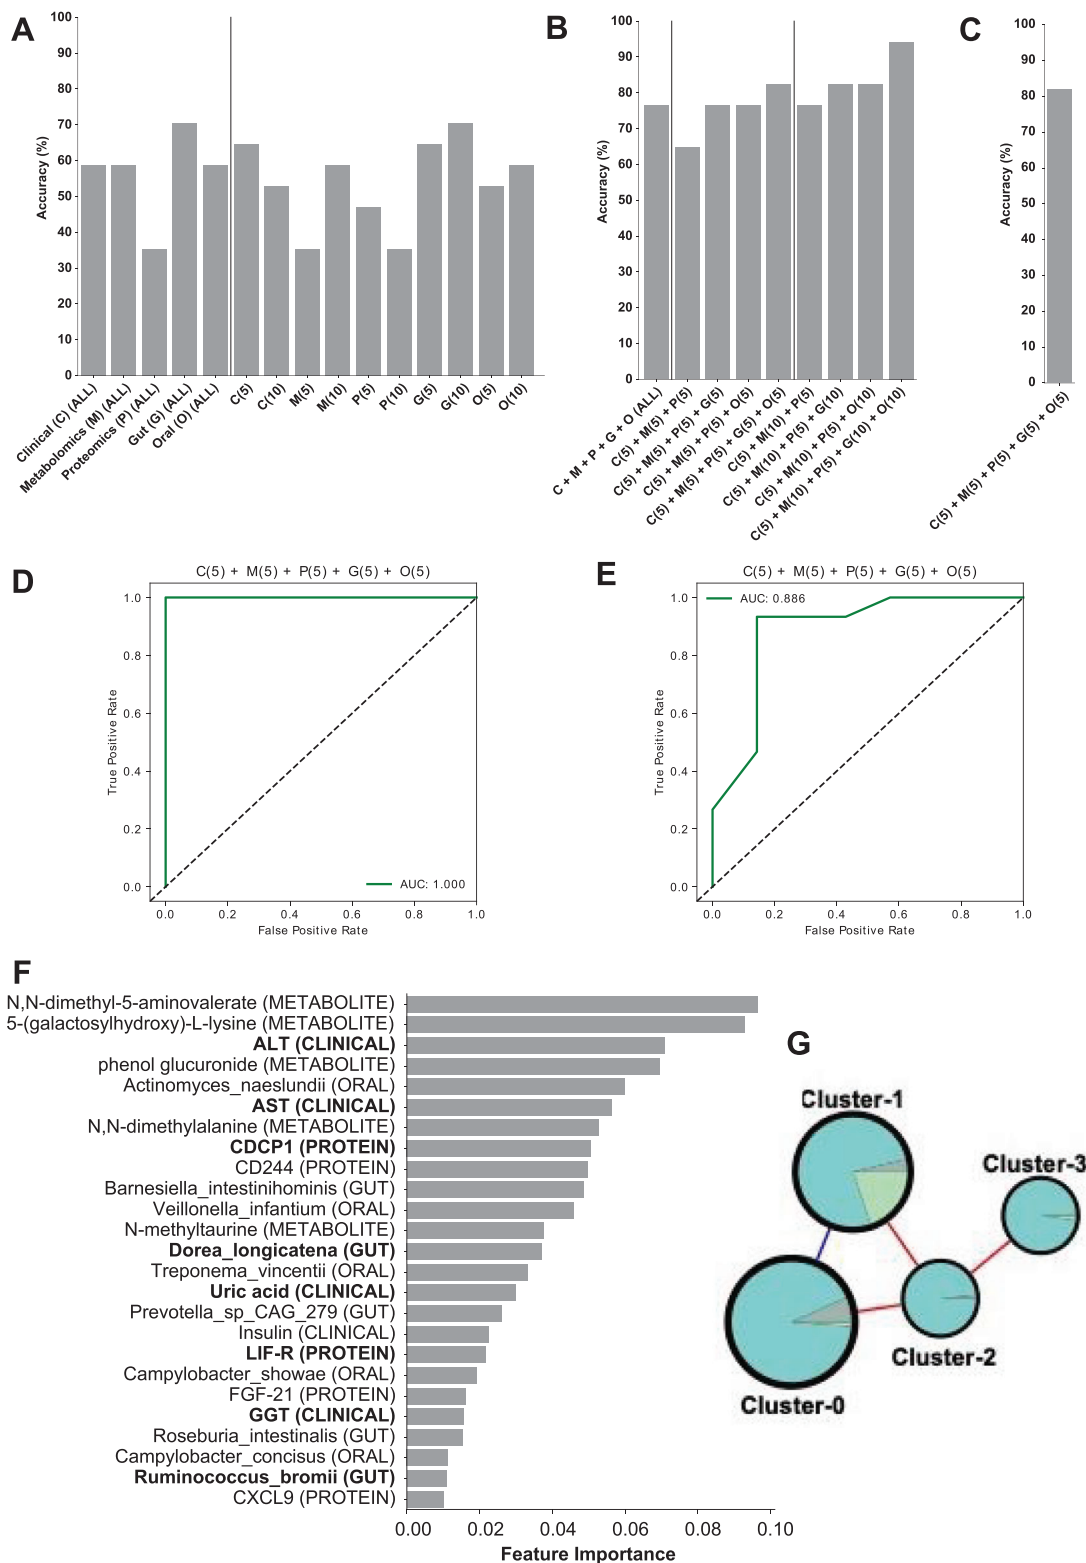 A
100
90
80
70
60
50
40
30
20
10
0
Accuracy (%)
Clinical (C) (ALL)
Metabolomics (M) (ALL)
Proteomics (P) (ALL)
Gut (G) (ALL)
Oral (O) (ALL)
C(5)
C(10)
M(5)
M(10)
P(5)
P(10)
G(5)
G(10)
O(5)
O(10)
B
100
90
80
70
60
50
40
30
20
10
0
Accuracy (%)
C + M + P + G + O (ALL)
C(5) + M(5) + P(5)
C(5) + M(5) + P(5) + G(5)
C(5) + M(5) + P(5) + O(5)
C(5) + M(5) + P(5) + G(5) + O(5)
C(5) + M(10) + P(5)
C(5) + M(10) + P(5) + G(10)
C(5) + M(10) + P(5) + O(10)
C(5) + M(10) + P(5) + G(10) + O(10)
C
100
90
80
70
60
50
40
30
20
10
0
Accuracy (%)
C(5) + M(5) + P(5) + G(5) + O(5)
D
C(5) + M(5) + P(5) + G(5) + O(5)
1.0
0.8
0.6
0.4
0.2
0.0
True Positive Rate
AUC: 1.000
0.0 0.2 0.4 0.6 0.8 1.0
False Positive Rate
E
C(5) + M(5) + P(5) + G(5) + O(5)
AUC: 0.886
1.0
0.8
0.6
0.4
0.2
0.0
True Positive Rate
0.0 0.2 0.4 0.6 0.8 1.0
False Positive Rate
F
N,N-dimethyl-5-aminovalerate (METABOLITE)
5-(galactosylhydroxy)-L-lysine (METABOLITE)
ALT (CLINICAL)
phenol glucuronide (METABOLITE)
Actinomyces_naeslundii (ORAL)
AST (CLINICAL)
N,N-dimethylalanine (METABOLITE)
CDCP1 (PROTEIN)
CD244 (PROTEIN)
Barnesiella_intestinihominis (GUT)
Veillonella_infantium (ORAL)
N-methyltaurine (METABOLITE)
Dorea_longicatena (GUT)
Treponema_vincentii (ORAL)
Uric acid (CLINICAL)
Prevotella_sp_CAG_279 (GUT)
Insulin (CLINICAL)
LIF-R (PROTEIN)
Campylobacter_showae (ORAL)
FGF-21 (PROTEIN)
GGT (CLINICAL)
Roseburia_intestinalis (GUT)
Campylobacter_concisus (ORAL)
Ruminococcus_bromii (GUT)
CXCL9 (PROTEIN)
0.00 0.02 0.04 0.06 0.08 0.10
Feature Importance
G
Cluster-1
Cluster-3
Cluster-2
Cluster-0